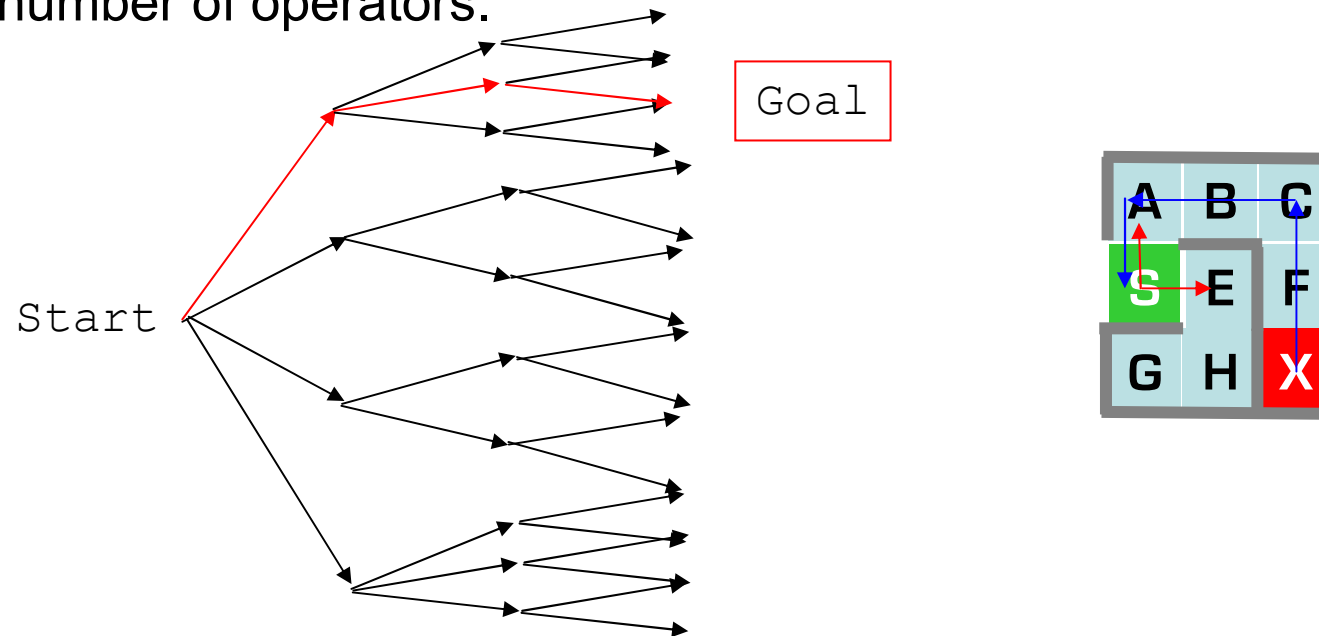 number of operators.
Goal
A B C
S E F
Start
G H X